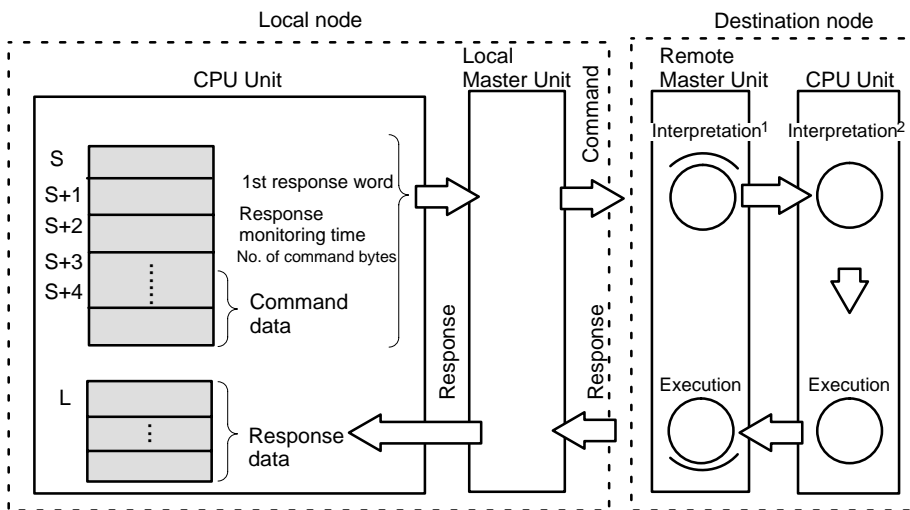 Local node
Destination node
CPU Unit
Local
Master Unit
Remote
Master Unit
CPU Unit
Command
Interpretation1
Interpretation2
S
S+1
S+2
S+3
S+4
1st response word
Response
monitoring time
No. of command bytes
Command
data
Response
Response
Execution
Execution
L
Response
data